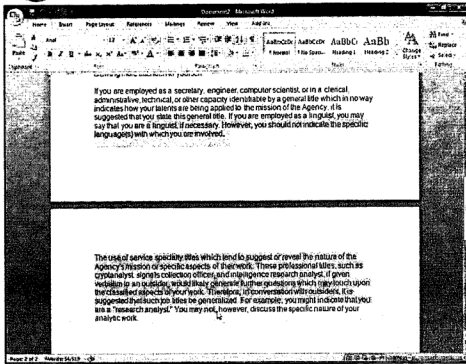 Document2 - Microsoft Word
Home Insert Page Layout References Mailings Review View Add-Ins
Arial 12 Find
Paste AaBbCcDc AaBbCcDc AaBbC AaBb Change Replace
Normal Heading 1 Heading 2 Styles Select
Clipboard Paragraph Styles Editing
If you are employed as a secretary, engineer, computer scientist, or in a clerical,
administrative, technical, or other capacity identifiable by a general title which in no way
indicates how your talents are being applied to the mission of the Agency, it is
suggested that you state this general title. If you are employed as a linguist, you may
say that you are a linguist, if necessary. However, you should not indicate the specific
language(s) with which you are involved.
The use of service specialty titles which tend to suggest or reveal the nature of the
Agency's mission or specific aspects of their work. These professional titles, such as
cryptanalyst, signals collection officer, and intelligence research analyst, if given
verbatim to an outsider, would likely generate further questions which may touch upon
the classified aspects of your work. Therefore, in conversation with outsiders, it is
suggested that such job titles be generalized. For example, you might indicate that you
are a "research analyst." You may not, however, discuss the specific nature of your
analytic work.
Page: 2 of 2